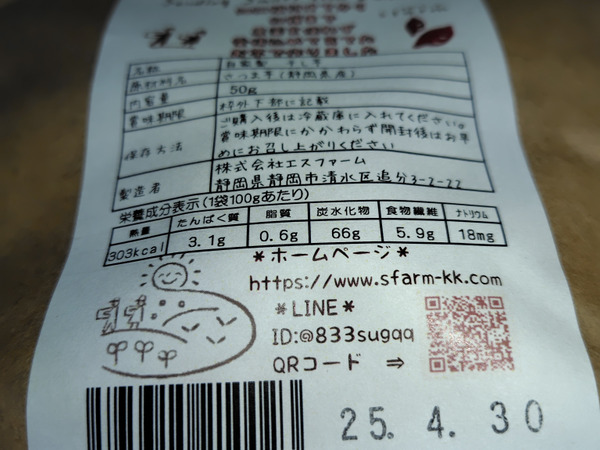 名称 自家製 干し芋
原材料名 さつま芋(静岡県産)
内容量 50g
賞味期限 枠外下部に記載
保存方法 ご購入後は冷蔵庫に入れてください。
賞味期限にかかわらず開封後はお早
めにお召し上がりください
製造者 株式会社エスファーム
静岡県静岡市清水区追分3-2-22
栄養成分表示(1袋100gあたり)
熱量 たんぱく質 脂質 炭水化物 食物繊維 ナトリウム
303kcal 3.1g 0.6g 66g 5.9g 18mg
*ホームページ*
https://www.sfarm-kk.com
*LINE*
ID:@833sugqq
QRコード ⇒
25. 4. 30